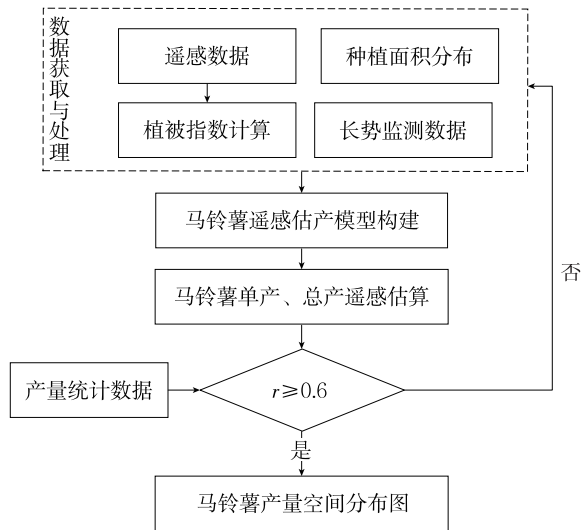 数据获取与处理
遥感数据
种植面积分布
植被指数计算
长势监测数据
马铃薯遥感估产模型构建
马铃薯单产、总产遥感估算
否
产量统计数据
r≥0.6
是
马铃薯产量空间分布图